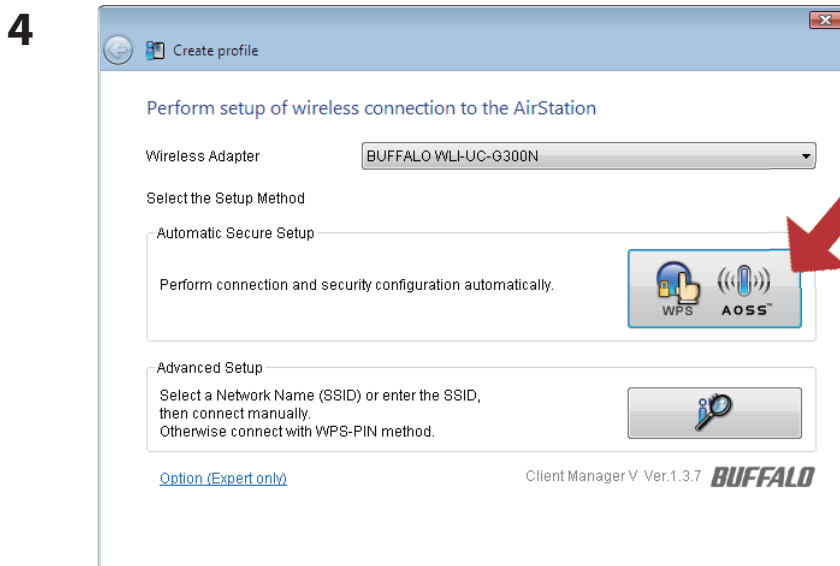 4
Create profile
Perform setup of wireless connection to the AirStation
Wireless Adapter
BUFFALO WLI-UC-G300N
Select the Setup Method
Automatic Secure Setup
Perform connection and security configuration automatically.
WPS AOSS™
Advanced Setup
Select a Network Name (SSID) or enter the SSID,
then connect manually.
Otherwise connect with WPS-PIN method.
Option (Expert only)
Client Manager V Ver.1.3.7 BUFFALO